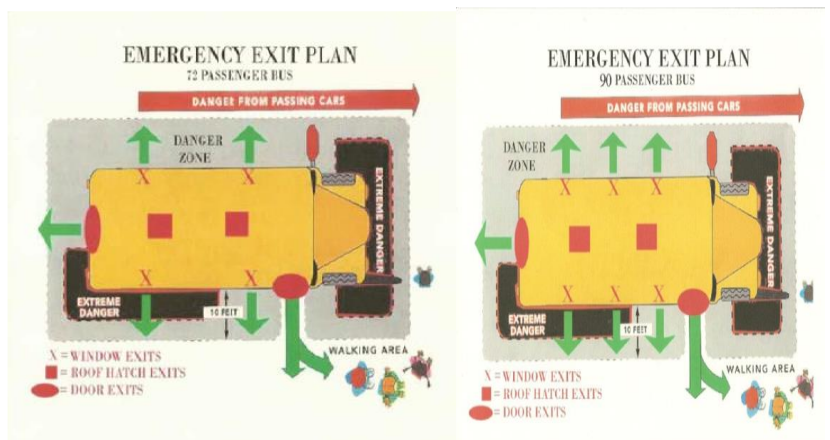 EMERGENCY EXIT PLAN
72 PASSENGER BUS
DANGER FROM PASSING CARS
DANGER
ZONE
X X
EXTREME DANGER
X X
EXTREME
DANGER
10 FEET
WALKING AREA
X = WINDOW EXITS
= ROOF HATCH EXITS
= DOOR EXITS
EMERGENCY EXIT PLAN
90 PASSENGER BUS
DANGER FROM PASSING CARS
DANGER
ZONE
X X X
EXTREME DANGER
X X X
EXTREME
DANGER
10 FEET
WALKING AREA
X = WINDOW EXITS
= ROOF HATCH EXITS
= DOOR EXITS